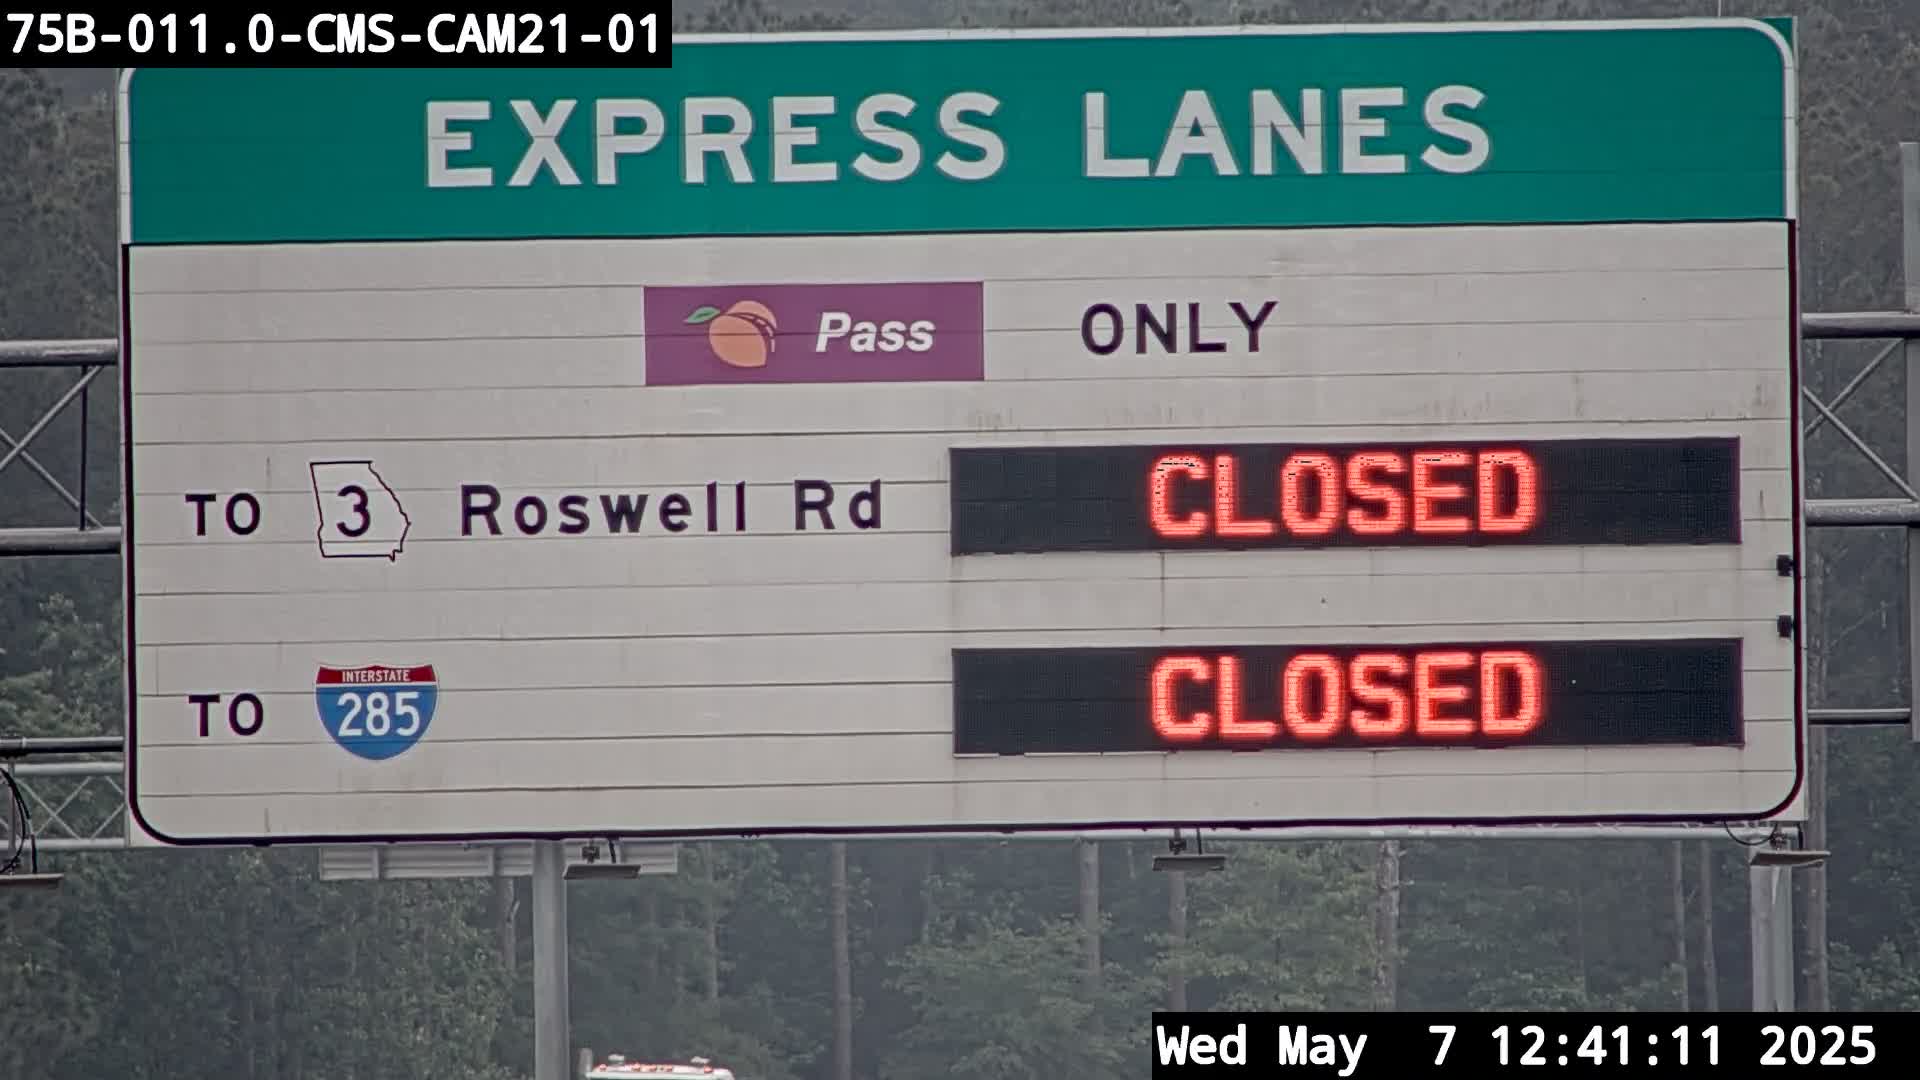 75B-011.0-CMS-CAM21-01
EXPRESS LANES
Pass ONLY
TO 3 Roswell Rd CLOSED
TO INTERSTATE 285 CLOSED
Wed May 7 12:41:11 2025